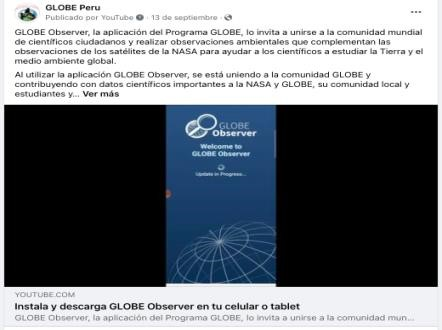 GLOBE Peru
Publicado por YouTube · 13 de septiembre ·
GLOBE Observer, la aplicación del Programa GLOBE, lo invita a unirse a la comunidad mundial
de científicos ciudadanos y realizar observaciones ambientales que complementan las
observaciones de los satélites de la NASA para ayudar a los científicos a estudiar la Tierra y el
medio ambiente global.
Al utilizar la aplicación GLOBE Observer, se está uniendo a la comunidad GLOBE y
contribuyendo con datos científicos importantes a la NASA y GLOBE, su comunidad local y
estudiantes y... Ver más
GLOBE
Observer
Welcome to
GLOBE Observer
Update in Progress...
YOUTUBE.COM
Instala y descarga GLOBE Observer en tu celular o tablet
GLOBE Observer, la aplicación del Programa GLOBE, lo invita a unirse a la comunidad mun...